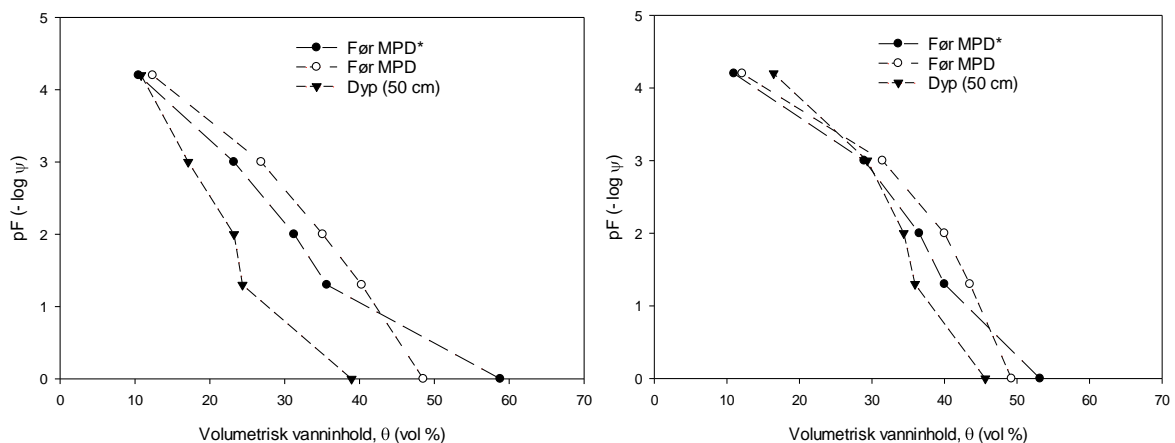 5
4
3
2
1
0
pF (- log ψ)
Før MPD*
Før MPD
Dyp (50 cm)
0 10 20 30 40 50 60 70
Volumetrisk vanninhold, θ (vol %)
5
4
3
2
1
0
pF (- log ψ)
Før MPD*
Før MPD
Dyp (50 cm)
0 10 20 30 40 50 60 70
Volumetrisk vanninhold, θ (vol %)